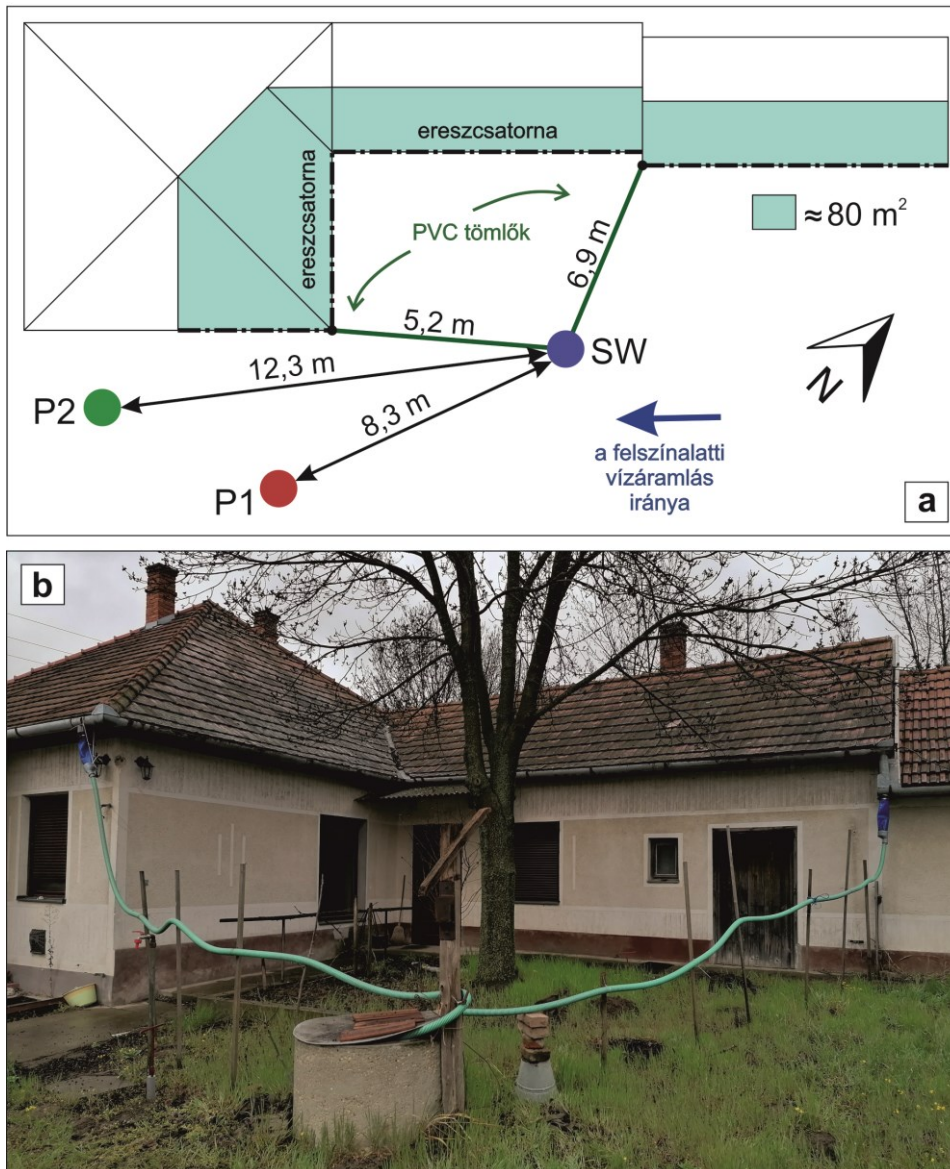 ereszcsatorna
ereszcsatorna
PVC tömlők
≈ 80 m²
6,9 m
5,2 m
SW
12,3 m
8,3 m
P2
P1
N
a felszínalatti
vízáramlás
iránya
a
b